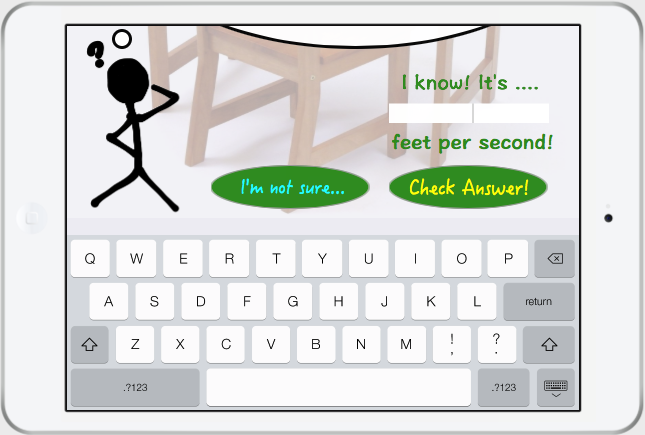 ?
I know! It's ....
feet per second!
I'm not sure...
Check Answer!
Q W E R T Y U I O P
A S D F G H J K L return
Z X C V B N M ! , ? .
.?123 .?123